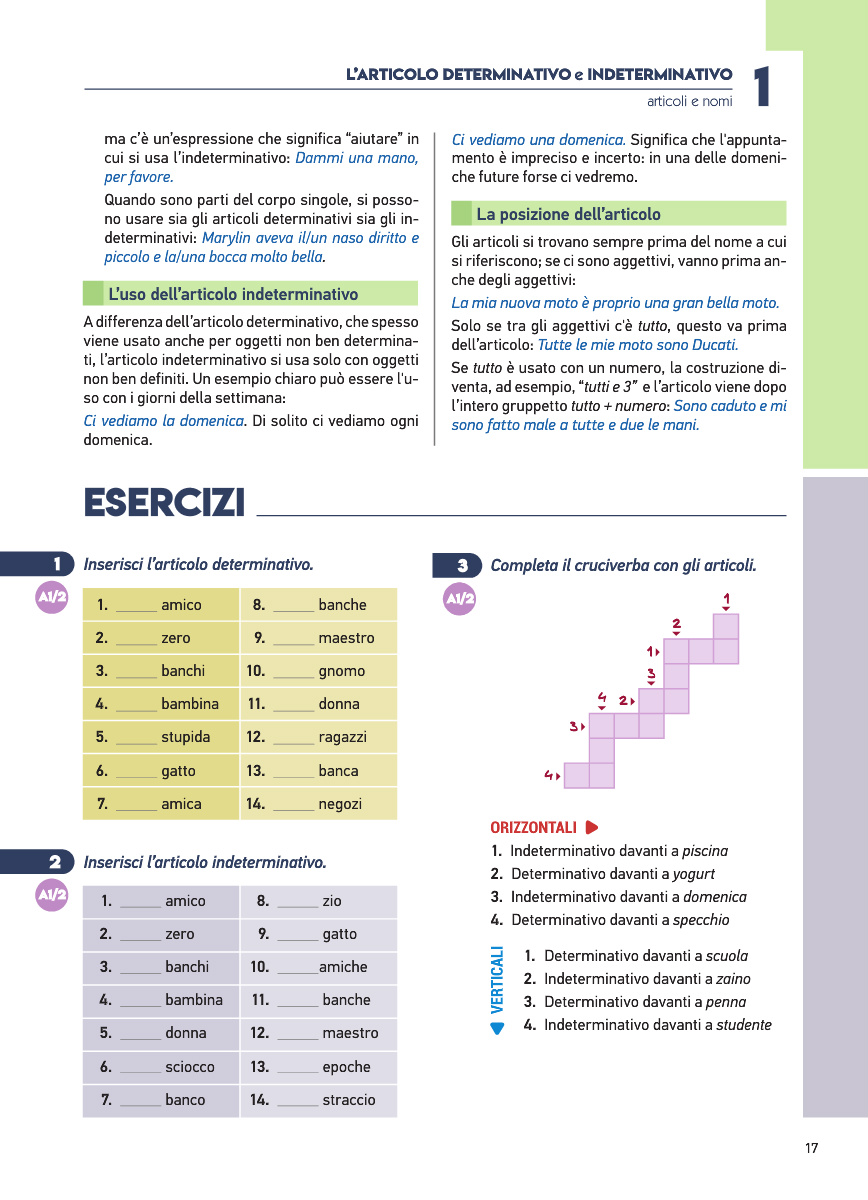 L'ARTICOLO DETERMINATIVO e INDETERMINATIVO
1
articoli e nomi
ma c'è un'espressione che significa "aiutare" in
cui si usa l'indeterminativo: Dammi una mano,
per favore.
Quando sono parti del corpo singole, si posso-
no usare sia gli articoli determinativi sia gli in-
determinativi: Marylin aveva il/un naso diritto e
piccolo e la/una bocca molto bella.
L'uso dell'articolo indeterminativo
A differenza dell'articolo determinativo, che spesso
viene usato anche per oggetti non ben determina-
ti, l'articolo indeterminativo si usa solo con oggetti
non ben definiti. Un esempio chiaro può essere l'u-
so con i giorni della settimana:
Ci vediamo la domenica. Di solito ci vediamo ogni
domenica.
Ci vediamo una domenica. Significa che l'appunta-
mento è impreciso e incerto: in una delle domeni-
che future forse ci vedremo.
La posizione dell'articolo
Gli articoli si trovano sempre prima del nome a cui
si riferiscono; se ci sono aggettivi, vanno prima an-
che degli aggettivi:
La mia nuova moto è proprio una gran bella moto.
Solo se tra gli aggettivi c'è tutto, questo va prima
dell'articolo: Tutte le mie moto sono Ducati.
Se tutto è usato con un numero, la costruzione di-
venta, ad esempio, "tutti e 3" e l'articolo viene dopo
l'intero gruppetto tutto + numero: Sono caduto e mi
sono fatto male a tutte e due le mani.
ESERCIZI
1 Inserisci l'articolo determinativo.
A1/2
1. _____ amico
2. _____ zero
3. _____ banchi
4. _____ bambina
5. _____ stupida
6. _____ gatto
7. _____ amica
8. _____ banche
9. _____ maestro
10. _____ gnomo
11. _____ donna
12. _____ ragazzi
13. _____ banca
14. _____ negozi
2 Inserisci l'articolo indeterminativo.
A1/2
1. _____ amico
2. _____ zero
3. _____ banchi
4. _____ bambina
5. _____ donna
6. _____ sciocco
7. _____ banco
8. _____ zio
9. _____ gatto
10. _____ amiche
11. _____ banche
12. _____ maestro
13. _____ epoche
14. _____ straccio
3 Completa il cruciverba con gli articoli.
A1/2
1
2
1
3
4 2
3
4
ORIZZONTALI
1. Indeterminativo davanti a piscina
2. Determinativo davanti a yogurt
3. Indeterminativo davanti a domenica
4. Determinativo davanti a specchio
VERTICALI
1. Determinativo davanti a scuola
2. Indeterminativo davanti a zaino
3. Determinativo davanti a penna
4. Indeterminativo davanti a studente
17